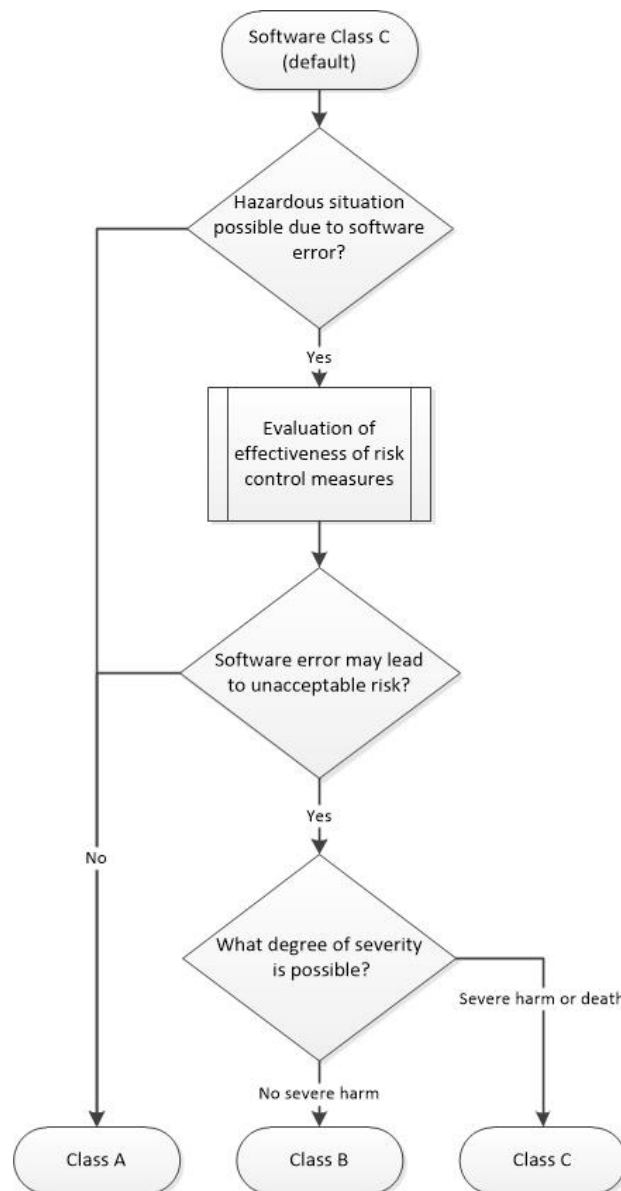 Software Class C
(default)
Hazardous situation
possible due to software
error?
Yes
Evaluation of
effectiveness of risk
control measures
Software error may lead
to unacceptable risk?
Yes
No
What degree of severity
is possible?
Severe harm or death
No severe harm
Class A
Class B
Class C